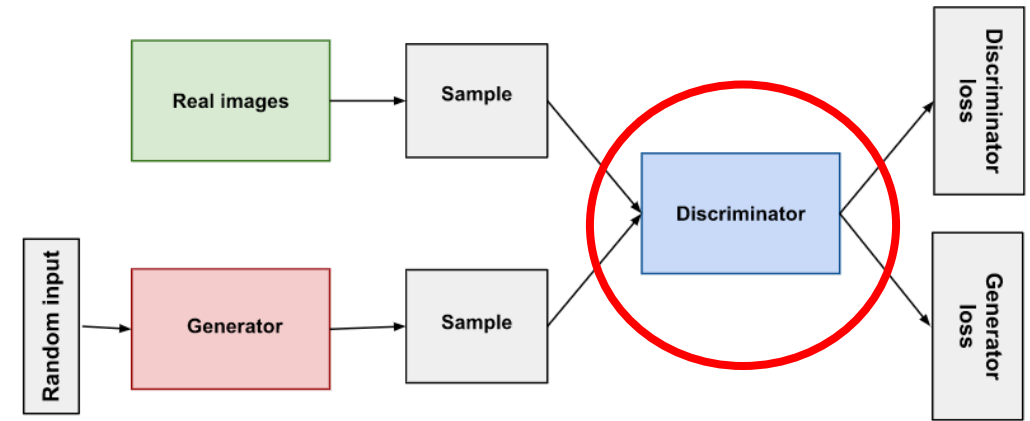 Real images
Sample
Discriminator
loss
Discriminator
Random input
Generator
Sample
Generator
loss